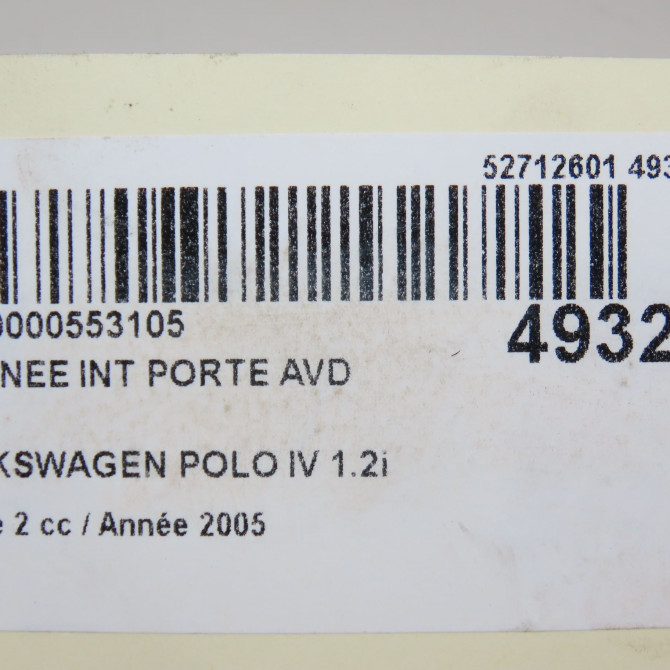 52712601 493
0000553105
4932
NEE INT PORTE AVD
KSWAGEN POLO IV 1.2i
e 2 cc / Année 2005